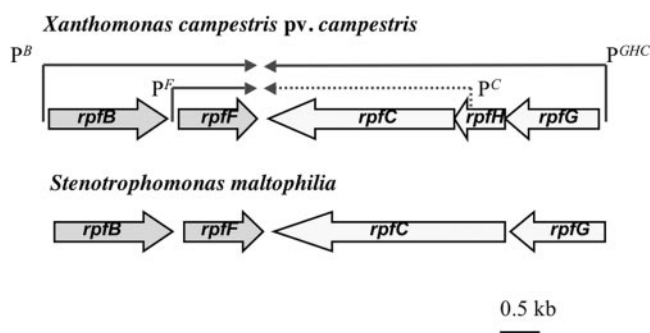 Xanthomonas campestris pv. campestris
P^B P^GHC
P^F P^C
rpfB rpfF rpfC rpfH rpfG
Stenotrophomonas maltophilia
rpfB rpfF rpfC rpfG
0.5 kb